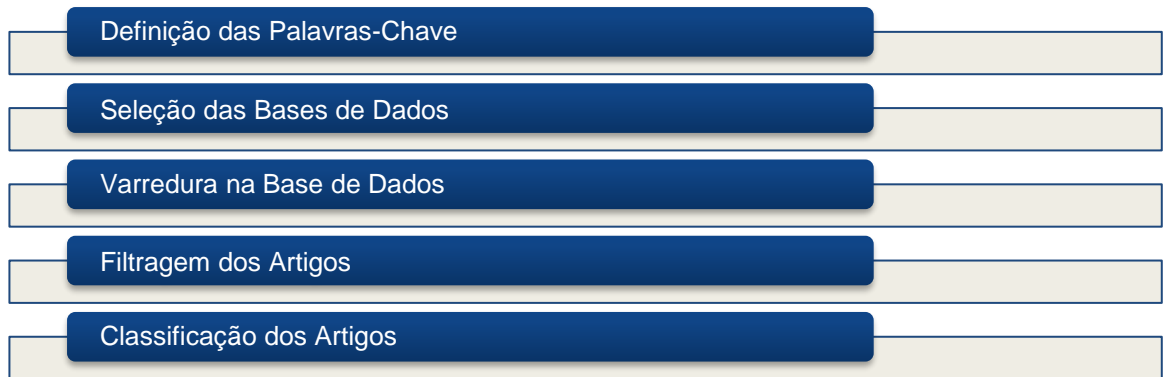 Definição das Palavras-Chave
Seleção das Bases de Dados
Varredura na Base de Dados
Filtragem dos Artigos
Classificação dos Artigos